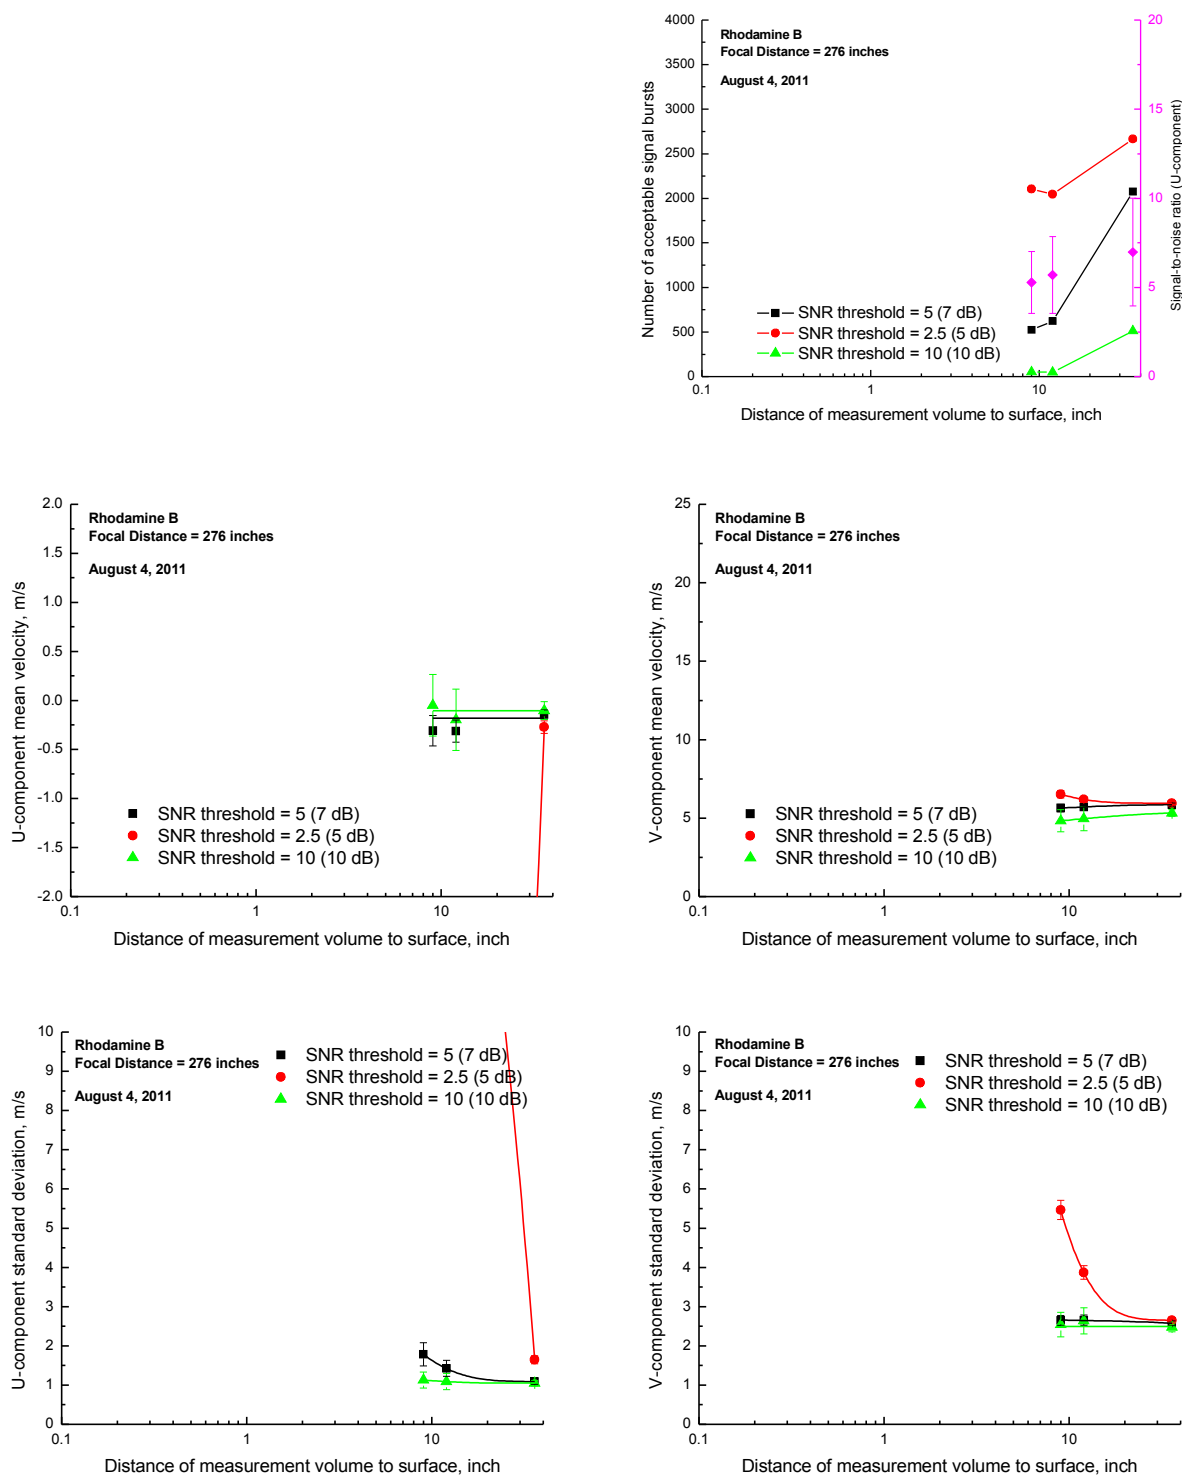 4000
3500
3000
2500
2000
1500
1000
500
0
Number of acceptable signal bursts
Rhodamine B
Focal Distance = 276 inches
August 4, 2011
SNR threshold = 5 (7 dB)
SNR threshold = 2.5 (5 dB)
SNR threshold = 10 (10 dB)
20
15
10
5
0
Signal-to-noise ratio (U-component)
0.1
1
10
Distance of measurement volume to surface, inch
2.0
1.5
1.0
0.5
0.0
-0.5
-1.0
-1.5
-2.0
U-component mean velocity, m/s
Rhodamine B
Focal Distance = 276 inches
August 4, 2011
SNR threshold = 5 (7 dB)
SNR threshold = 2.5 (5 dB)
SNR threshold = 10 (10 dB)
0.1
1
10
Distance of measurement volume to surface, inch
25
20
15
10
5
0
V-component mean velocity, m/s
Rhodamine B
Focal Distance = 276 inches
August 4, 2011
SNR threshold = 5 (7 dB)
SNR threshold = 2.5 (5 dB)
SNR threshold = 10 (10 dB)
0.1
1
10
Distance of measurement volume to surface, inch
10
9
8
7
6
5
4
3
2
1
0
U-component standard deviation, m/s
Rhodamine B
Focal Distance = 276 inches
August 4, 2011
SNR threshold = 5 (7 dB)
SNR threshold = 2.5 (5 dB)
SNR threshold = 10 (10 dB)
0.1
1
10
Distance of measurement volume to surface, inch
10
9
8
7
6
5
4
3
2
1
0
V-component standard deviation, m/s
Rhodamine B
Focal Distance = 276 inches
August 4, 2011
SNR threshold = 5 (7 dB)
SNR threshold = 2.5 (5 dB)
SNR threshold = 10 (10 dB)
0.1
1
10
Distance of measurement volume to surface, inch